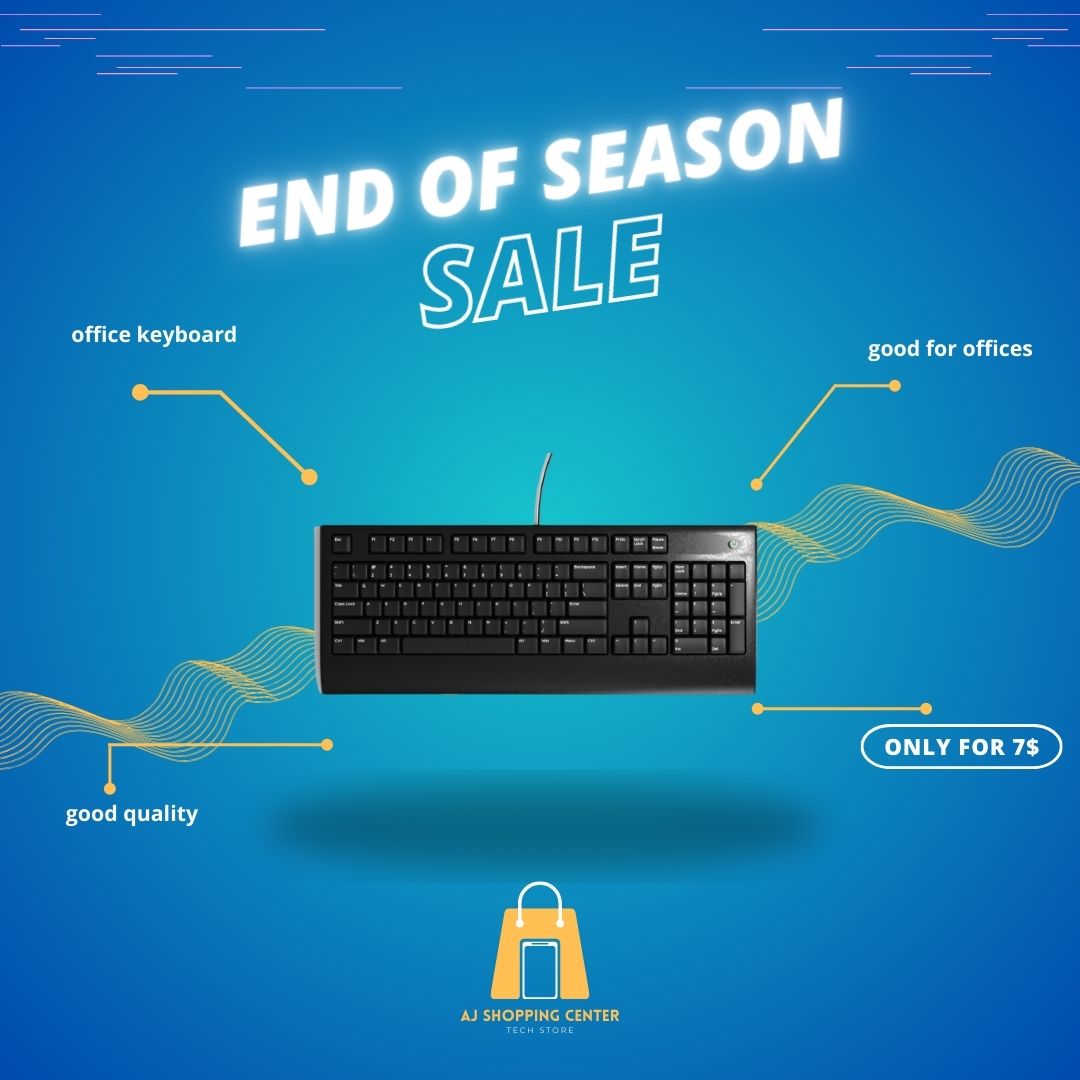 END OF SEASON
SALE
office keyboard
good for offices
ONLY FOR 7$
good quality
AJ SHOPPING CENTER
TECH STORE